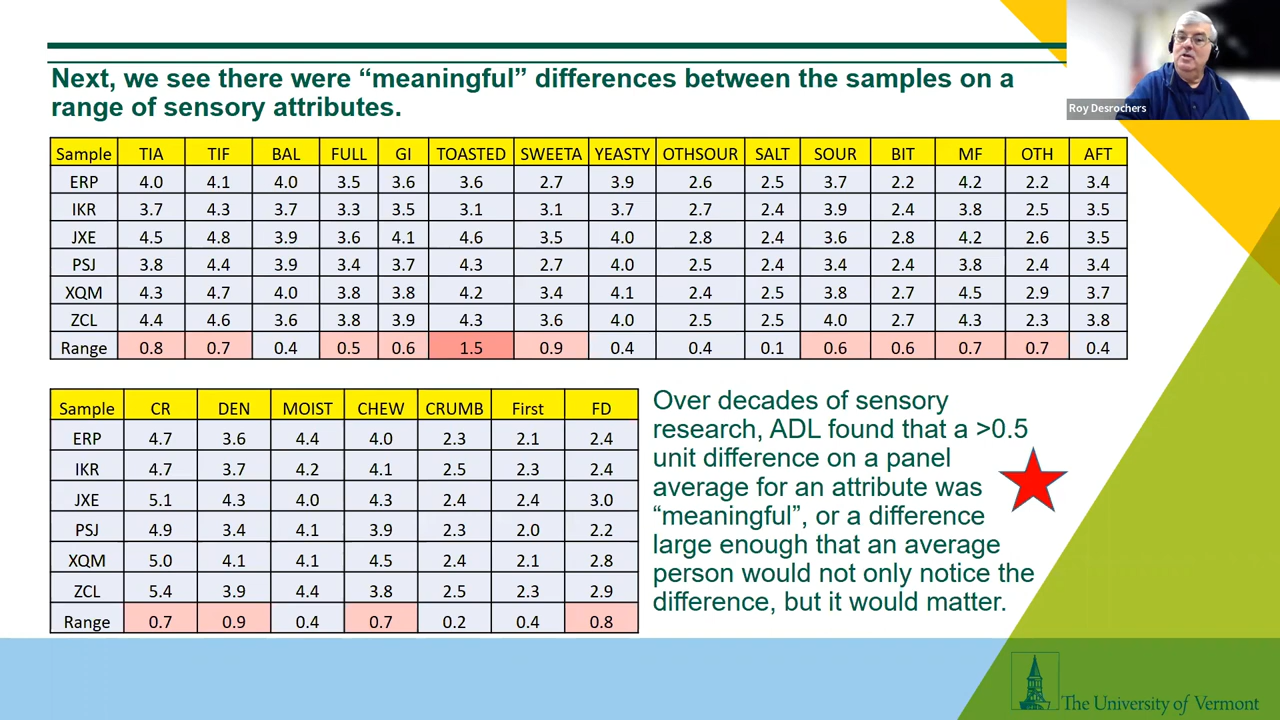 Next, we see there were “meaningful” differences between the samples on a
range of sensory attributes.
Roy Desrochers
Sample TIA TIF BAL FULL GI TOASTED SWEETA YEASTY OTHSOUR SALT SOUR BIT MF OTH AFT
ERP 4.0 4.1 4.0 3.5 3.6 3.6 2.7 3.9 2.6 2.5 3.7 2.2 4.2 2.2 3.4
IKR 3.7 4.3 3.7 3.3 3.5 3.1 3.1 3.7 2.7 2.4 3.9 2.4 3.8 2.5 3.5
JXE 4.5 4.8 3.9 3.6 4.1 4.6 3.5 4.0 2.8 2.4 3.6 2.8 4.2 2.6 3.5
PSJ 3.8 4.4 3.9 3.4 3.7 4.3 2.7 4.0 2.5 2.4 3.4 2.4 3.8 2.4 3.4
XQM 4.3 4.7 4.0 3.8 3.8 4.2 3.4 4.1 2.4 2.5 3.8 2.7 4.5 2.9 3.7
ZCL 4.4 4.6 3.6 3.8 3.9 4.3 3.6 4.0 2.5 2.5 4.0 2.7 4.3 2.3 3.8
Range 0.8 0.7 0.4 0.5 0.6 1.5 0.9 0.4 0.4 0.1 0.6 0.6 0.7 0.7 0.4
Sample CR DEN MOIST CHEW CRUMB First FD
ERP 4.7 3.6 4.4 4.0 2.3 2.1 2.4
IKR 4.7 3.7 4.2 4.1 2.5 2.3 2.4
JXE 5.1 4.3 4.0 4.3 2.4 2.4 3.0
PSJ 4.9 3.4 4.1 3.9 2.3 2.0 2.2
XQM 5.0 4.1 4.1 4.5 2.4 2.1 2.8
ZCL 5.4 3.9 4.4 3.8 2.5 2.3 2.9
Range 0.7 0.9 0.4 0.7 0.2 0.4 0.8
Over decades of sensory
research, ADL found that a >0.5
unit difference on a panel
average for an attribute was
“meaningful”, or a difference
large enough that an average
person would not only notice the
difference, but it would matter.
The University of Vermont